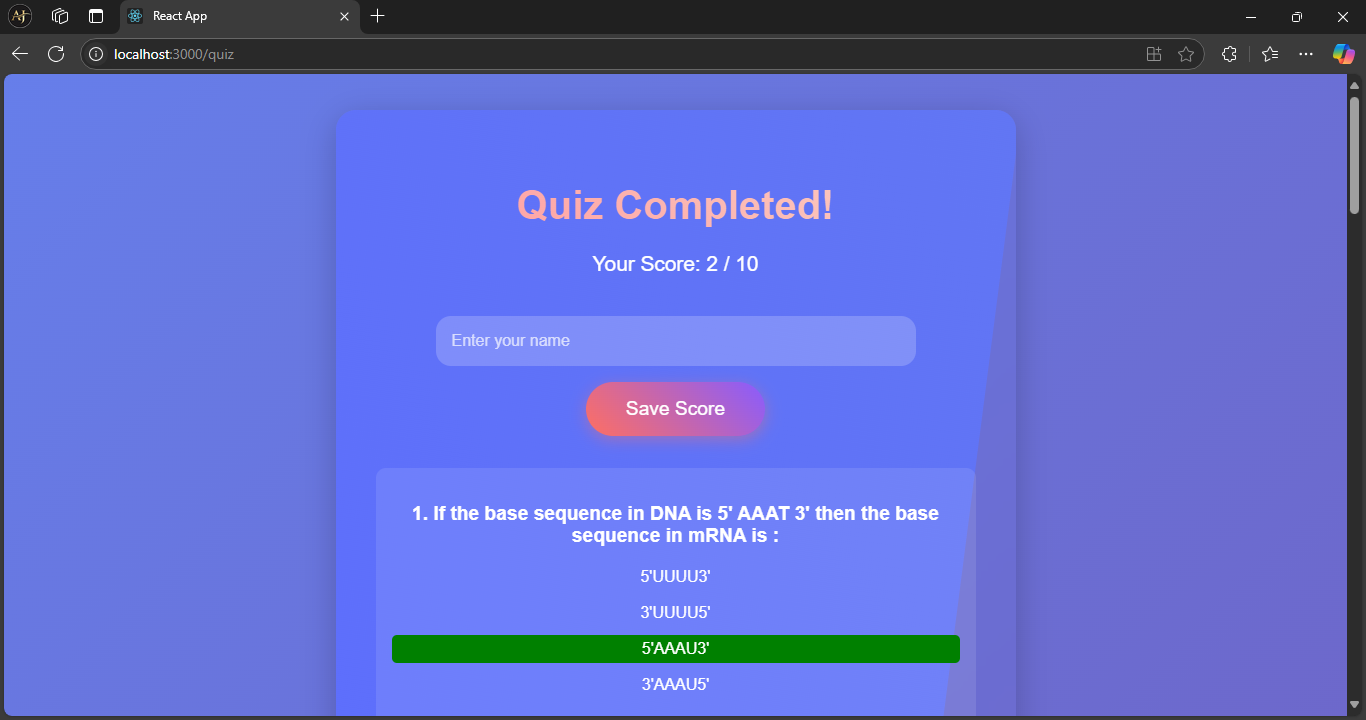 React App
localhost:3000/quiz
Quiz Completed!
Your Score: 2 / 10
Enter your name
Save Score
1. If the base sequence in DNA is 5' AAAT 3' then the base
sequence in mRNA is :
5'UUUU3'
3'UUUU5'
5'AAAU3'
3'AAAU5'